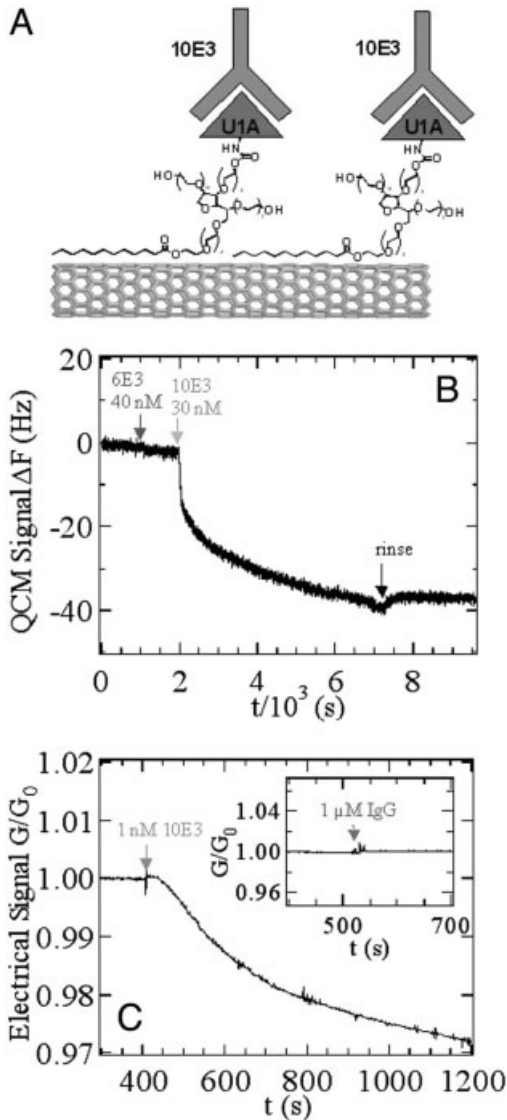 A
10E3
10E3
U1A
U1A
HN
O
O
HO
OH
O
O
HN
O
O
HO
OH
O
O
20
0
-20
-40
QCM Signal ΔF (Hz)
6E3
40 nM
10E3
30 nM
B
rinse
0
2
4
6
8
t/10³ (s)
1.02
1.01
1.00
0.99
0.98
0.97
Electrical Signal G/G₀
1 nM 10E3
C
1.04
1.00
0.96
G/G₀
1 μM IgG
500
700
t (s)
400
600
800
1000
1200
t (s)